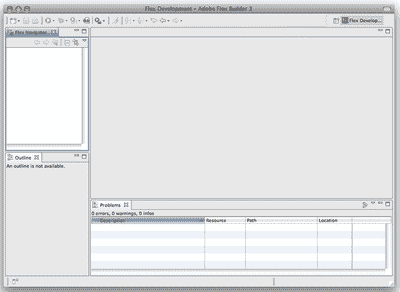 Flex Development - Adobe Flex Builder 3
Flex Develop...
Flex Navigator
Outline
An outline is not available.
Problems
0 errors, 0 warnings, 0 infos
Description Resource Path Location